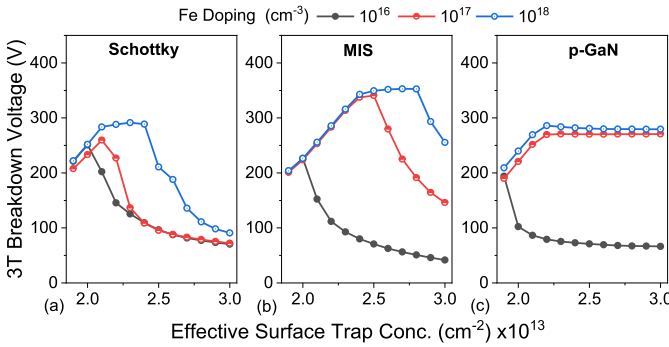 Fe Doping (cm⁻³) 10¹⁶ 10¹⁷ 10¹⁸
3T Breakdown Voltage (V)
Schottky MIS p-GaN
400 400 400
300 300 300
200 200 200
100 100 100
0 0 0
(a) 2.0 2.5 3.0 (b) 2.0 2.5 3.0 (c) 2.0 2.5 3.0
Effective Surface Trap Conc. (cm⁻²) x10¹³